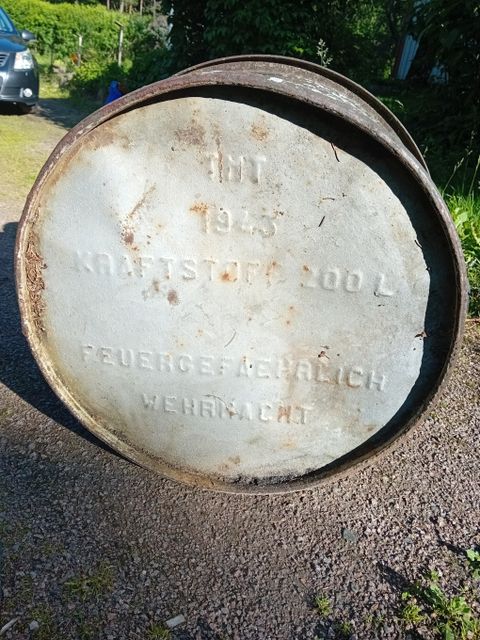 1943
KRAFTSTOFF 200 L
FEUERGEFAEHRLICH
WEHRMACHT